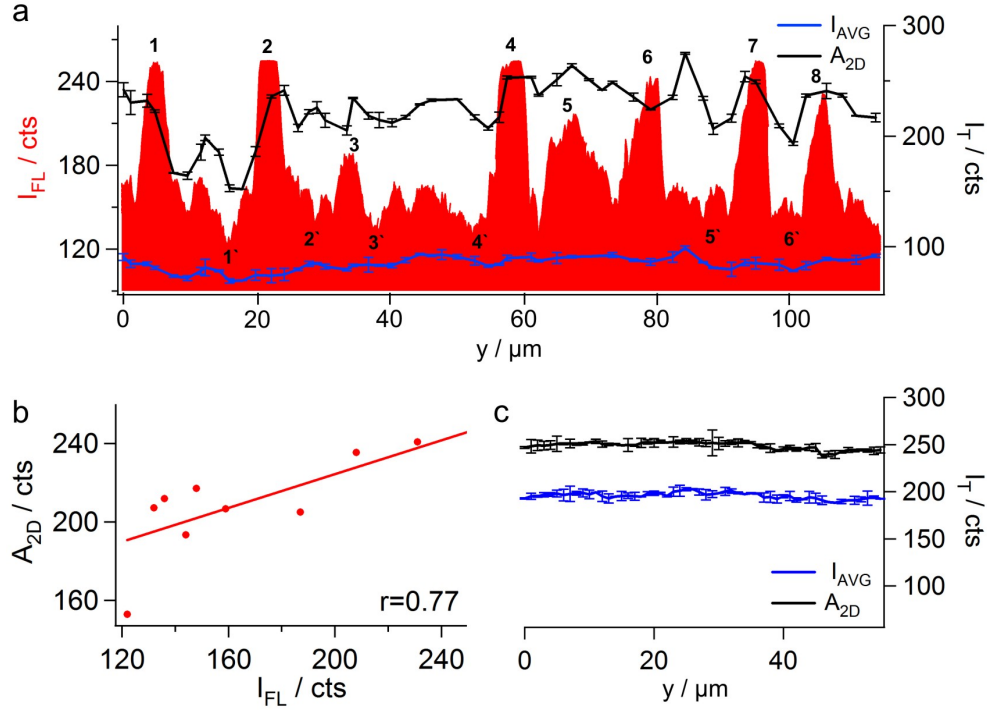 a
I_FL / cts
240
180
120
1
2
3
4
5
6
7
8
1`
2`
3`
4`
5`
6`
I_AVG
A_2D
300
250
200
150
100
I_T / cts
0
20
40
60
80
100
y / µm
b
A_2D / cts
240
200
160
r=0.77
120
160
200
240
I_FL / cts
c
300
250
200
150
100
I_T / cts
I_AVG
A_2D
0
20
40
y / µm